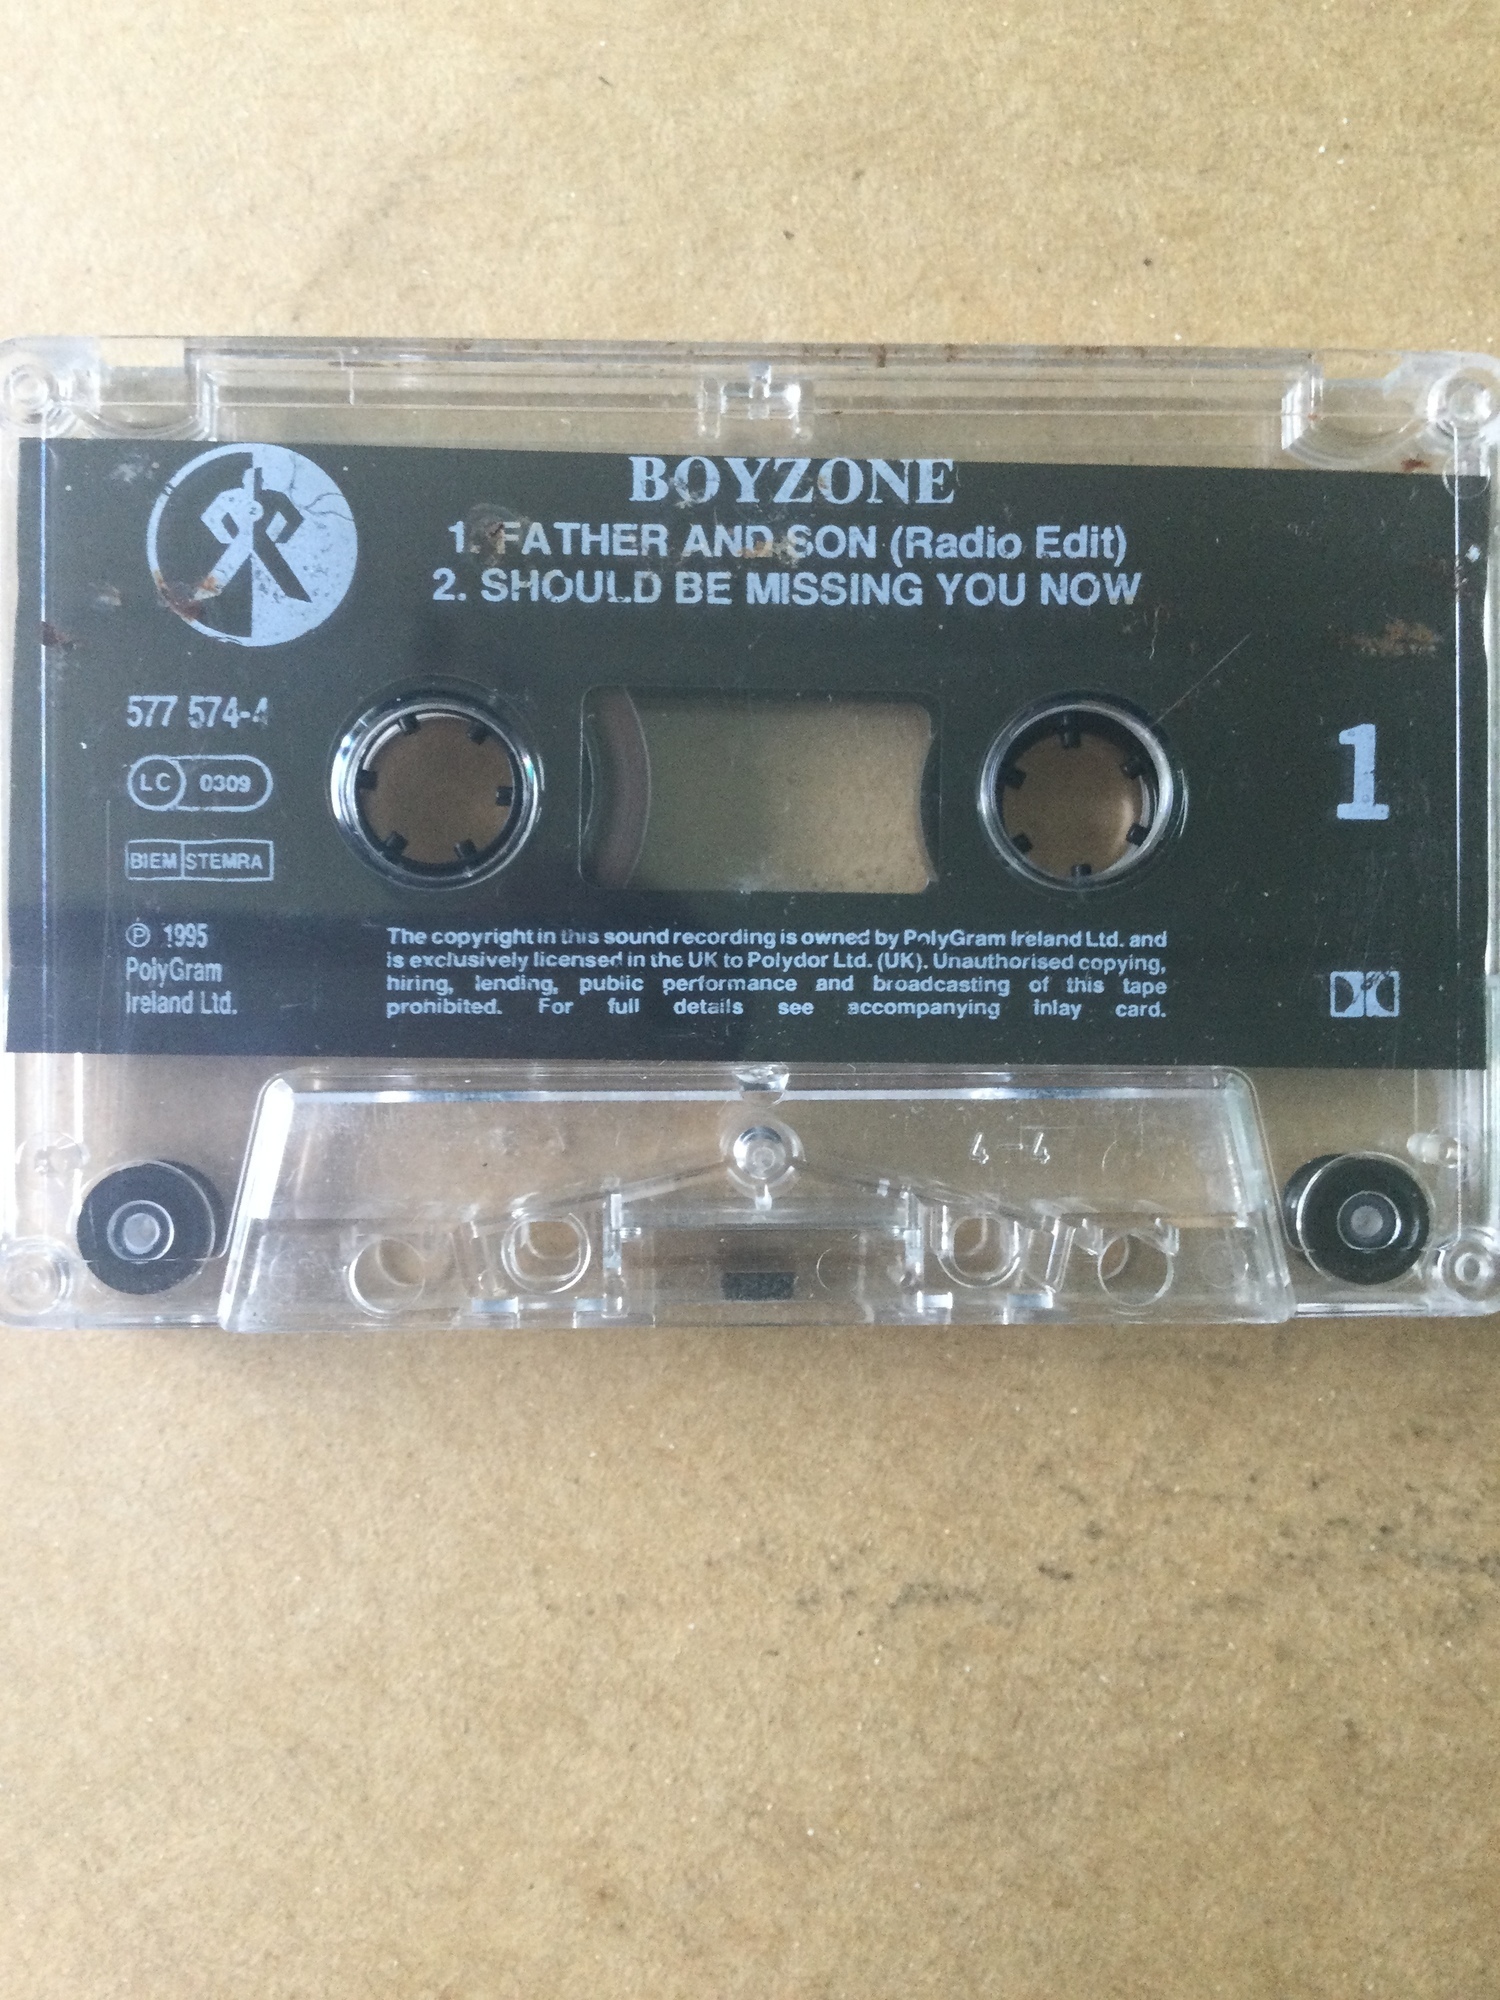 BOYZONE
1. FATHER AND SON (Radio Edit)
2. SHOULD BE MISSING YOU NOW
577 574-4
LC 0309
BIEM STEMRA
1
℗ 1995
PolyGram
Ireland Ltd.
The copyright in this sound recording is owned by PolyGram Ireland Ltd. and
is exclusively licensed in the UK to Polydor Ltd. (UK). Unauthorised copying,
hiring, lending, public performance and broadcasting of this tape
prohibited. For full details see accompanying inlay card.
4-4